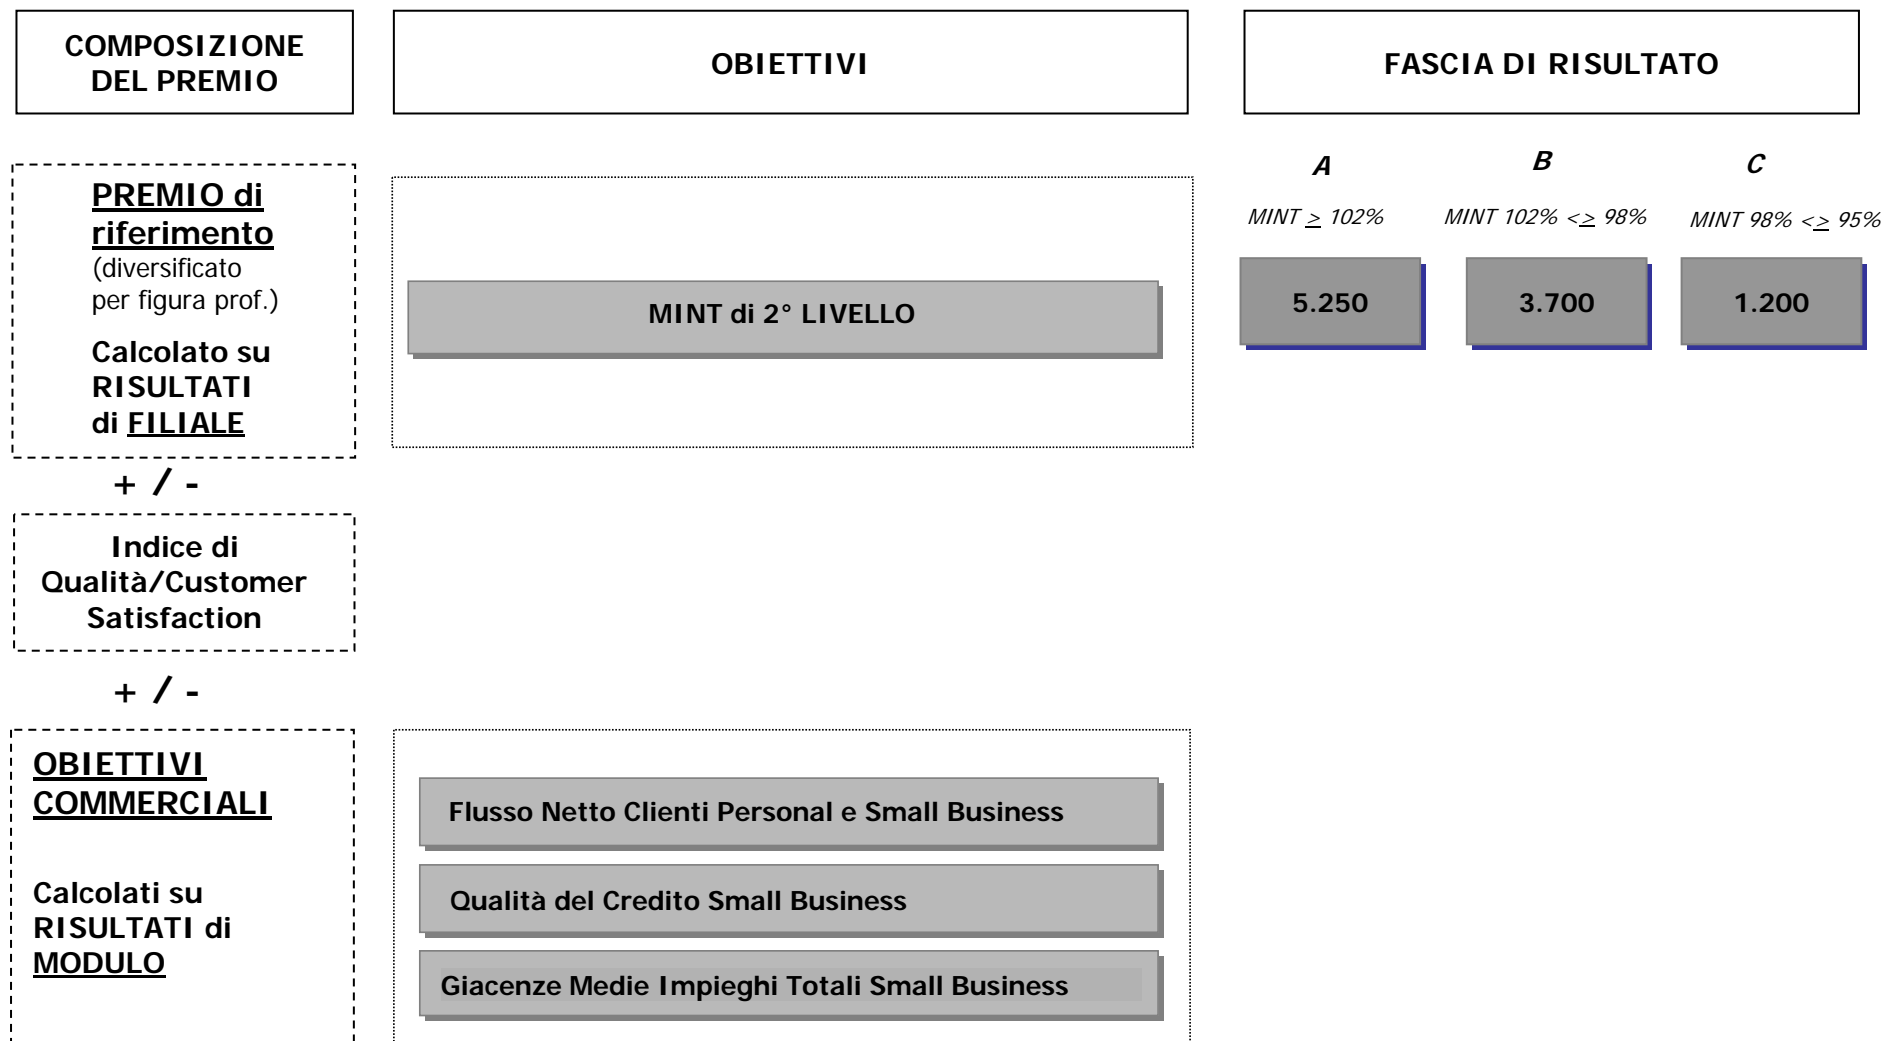 COMPOSIZIONE
DEL PREMIO
OBIETTIVI
FASCIA DI RISULTATO
A
B
C
MINT ≥ 102%
MINT 102% <≥ 98%
MINT 98% <≥ 95%
PREMIO di
riferimento
(diversificato
per figura prof.)
Calcolato su
RISULTATI
di FILIALE
MINT di 2° LIVELLO
5.250
3.700
1.200
+ / -
Indice di
Qualità/Customer
Satisfaction
+ / -
OBIETTIVI
COMMERCIALI
Calcolati su
RISULTATI di
MODULO
Flusso Netto Clienti Personal e Small Business
Qualità del Credito Small Business
Giacenze Medie Impieghi Totali Small Business